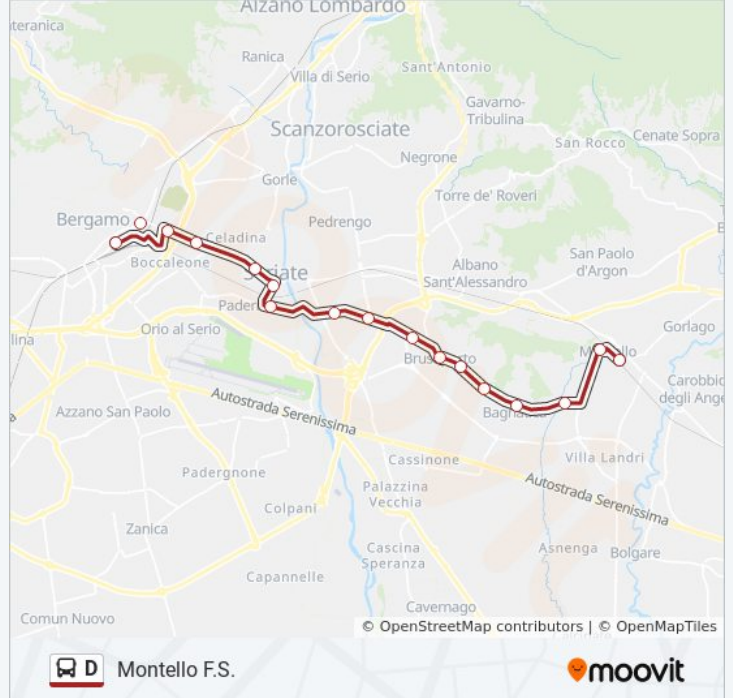 Alzano Lombardo
Ranica
Villa di Serio
Sant'Antonio
Gavarno-
Tribulina
Scanzorosciate
San Rocco
Cenate Sopra
Negrone
Gorle
Torre de' Roveri
Pedrengo
Bergamo
Celadina
Boccaleone
San Paolo
d'Argon
Albano
Sant'Alessandro
Orio al Serio
Gorlago
Autostrada Serenissima
Azzano San Paolo
Carobbio
degli Ange
Cassinone
Villa Landri
Padergnone
Palazzina
Vecchia
Autostrada Serenissima
Colpani
Zanica
Cascina
Speranza
Asnenga
Bolgare
Capannelle
Cavernago
Comun Nuovo
© OpenStreetMap contributors | © OpenMapTiles
D
Montello F.S.
moovit